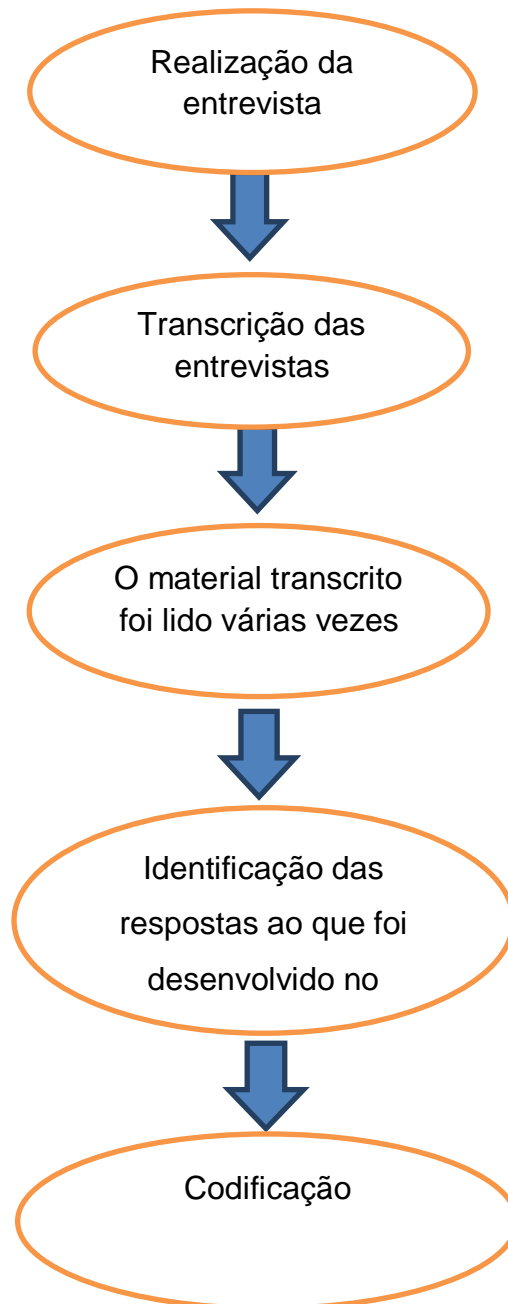 Realização da
entrevista
Transcrição das
entrevistas
O material transcrito
foi lido várias vezes
Identificação das
respostas ao que foi
desenvolvido no
Codificação